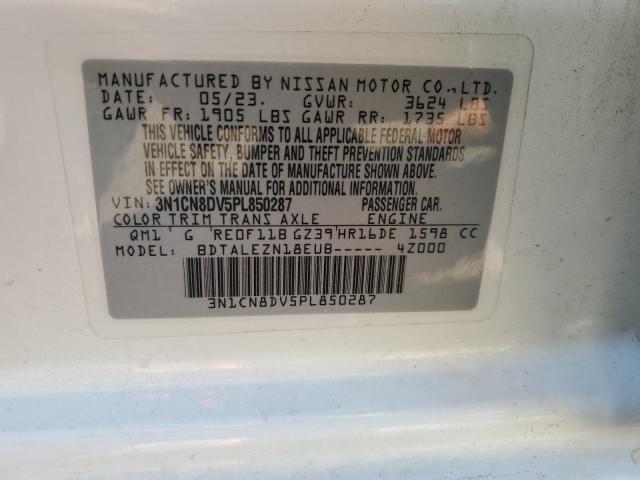 MANUFACTURED BY NISSAN MOTOR CO.,LTD.
DATE: 05/23. GVWR: 3624 LBS
GAWR FR: 1905 LBS GAWR RR: 1735 LBS
THIS VEHICLE CONFORMS TO ALL APPLICABLE FEDERAL MOTOR
VEHICLE SAFETY, BUMPER AND THEFT PREVENTION STANDARDS
IN EFFECT ON THE DATE OF MANUFACTURE SHOWN ABOVE.
SEE OWNER'S MANUAL FOR ADDITIONAL INFORMATION.
VIN: 3N1CN8DV5PL850287 PASSENGER CAR.
COLOR TRIM TRANS AXLE ENGINE
QM1 ' G 'RE0F11B GZ39'HR16DE 1598 CC
MODEL: BDTALEZN18EUB----- 4Z000
3N1CN8DV5PL850287